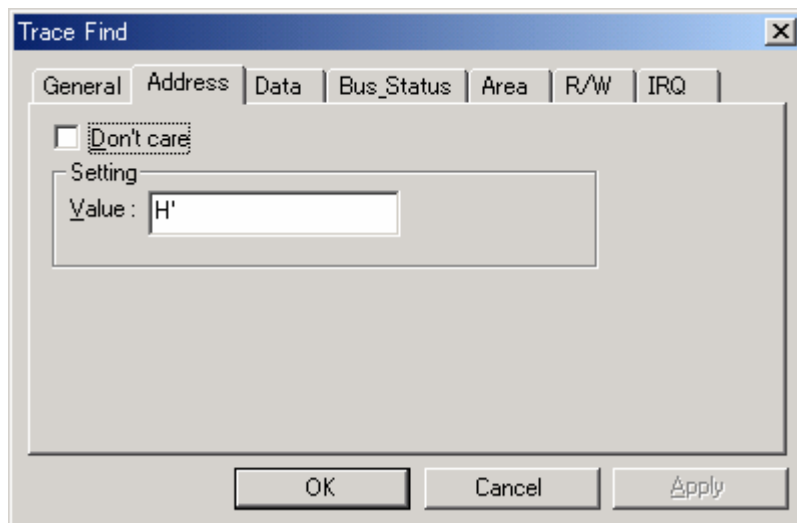 Trace Find
General Address Data Bus_Status Area R/W IRQ
Don't care
Setting
Value : H'
OK Cancel Apply